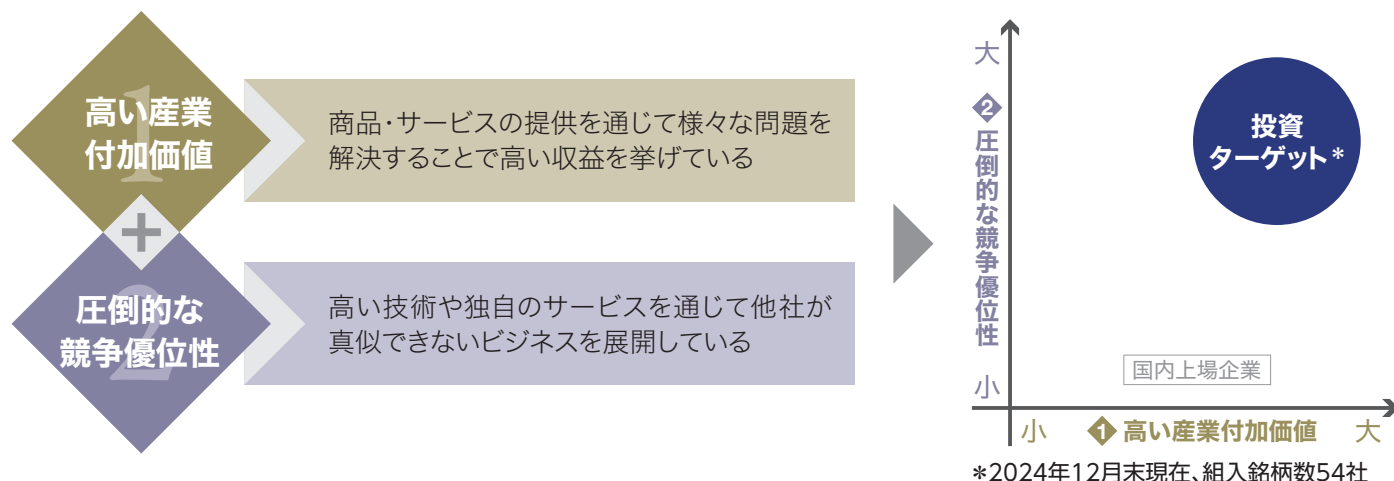 1
高い産業
付加価値
商品・サービスの提供を通じて様々な問題を
解決することで高い収益を挙げている
+
2
圧倒的な
競争優位性
高い技術や独自のサービスを通じて他社が
真似できないビジネスを展開している
大
2 圧倒的な競争優位性
小
投資
ターゲット*
国内上場企業
小 1 高い産業付加価値 大
*2024年12月末現在、組入銘柄数54社